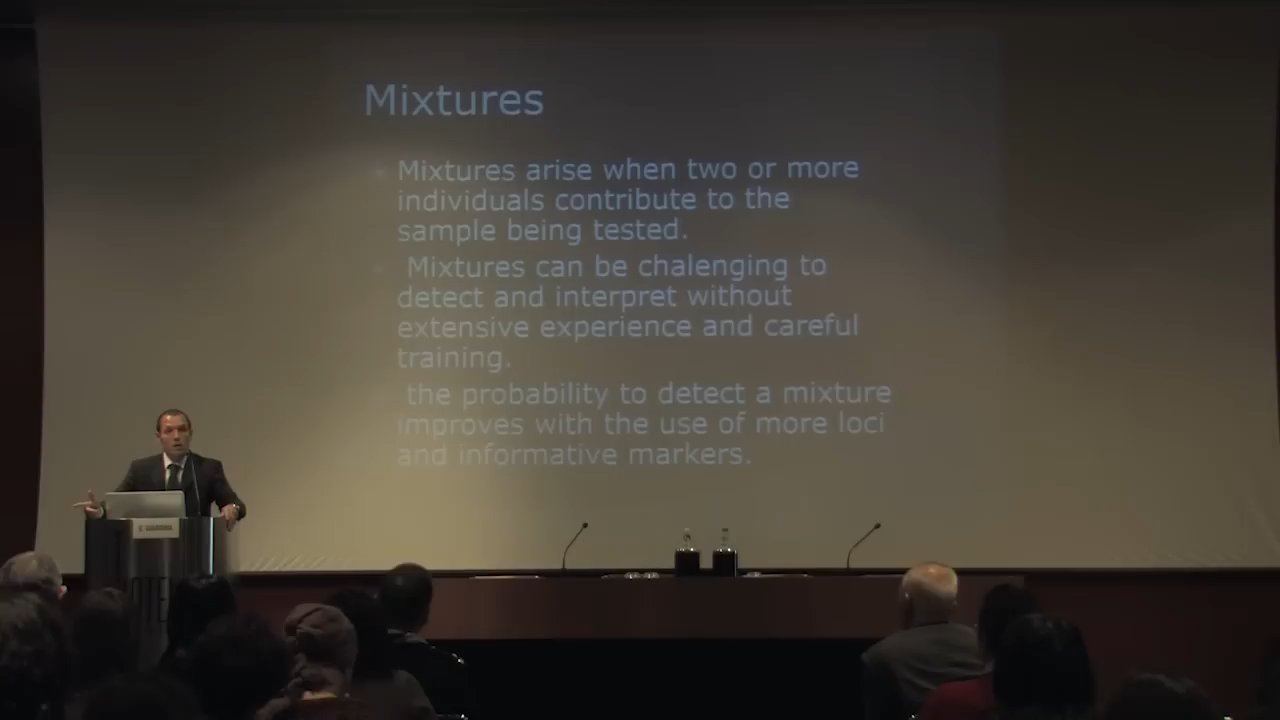 Mixtures
Mixtures arise when two or more
individuals contribute to the
sample being tested.
Mixtures can be chalenging to
detect and interpret without
extensive experience and careful
training.
the probability to detect a mixture
improves with the use of more loci
and informative markers.